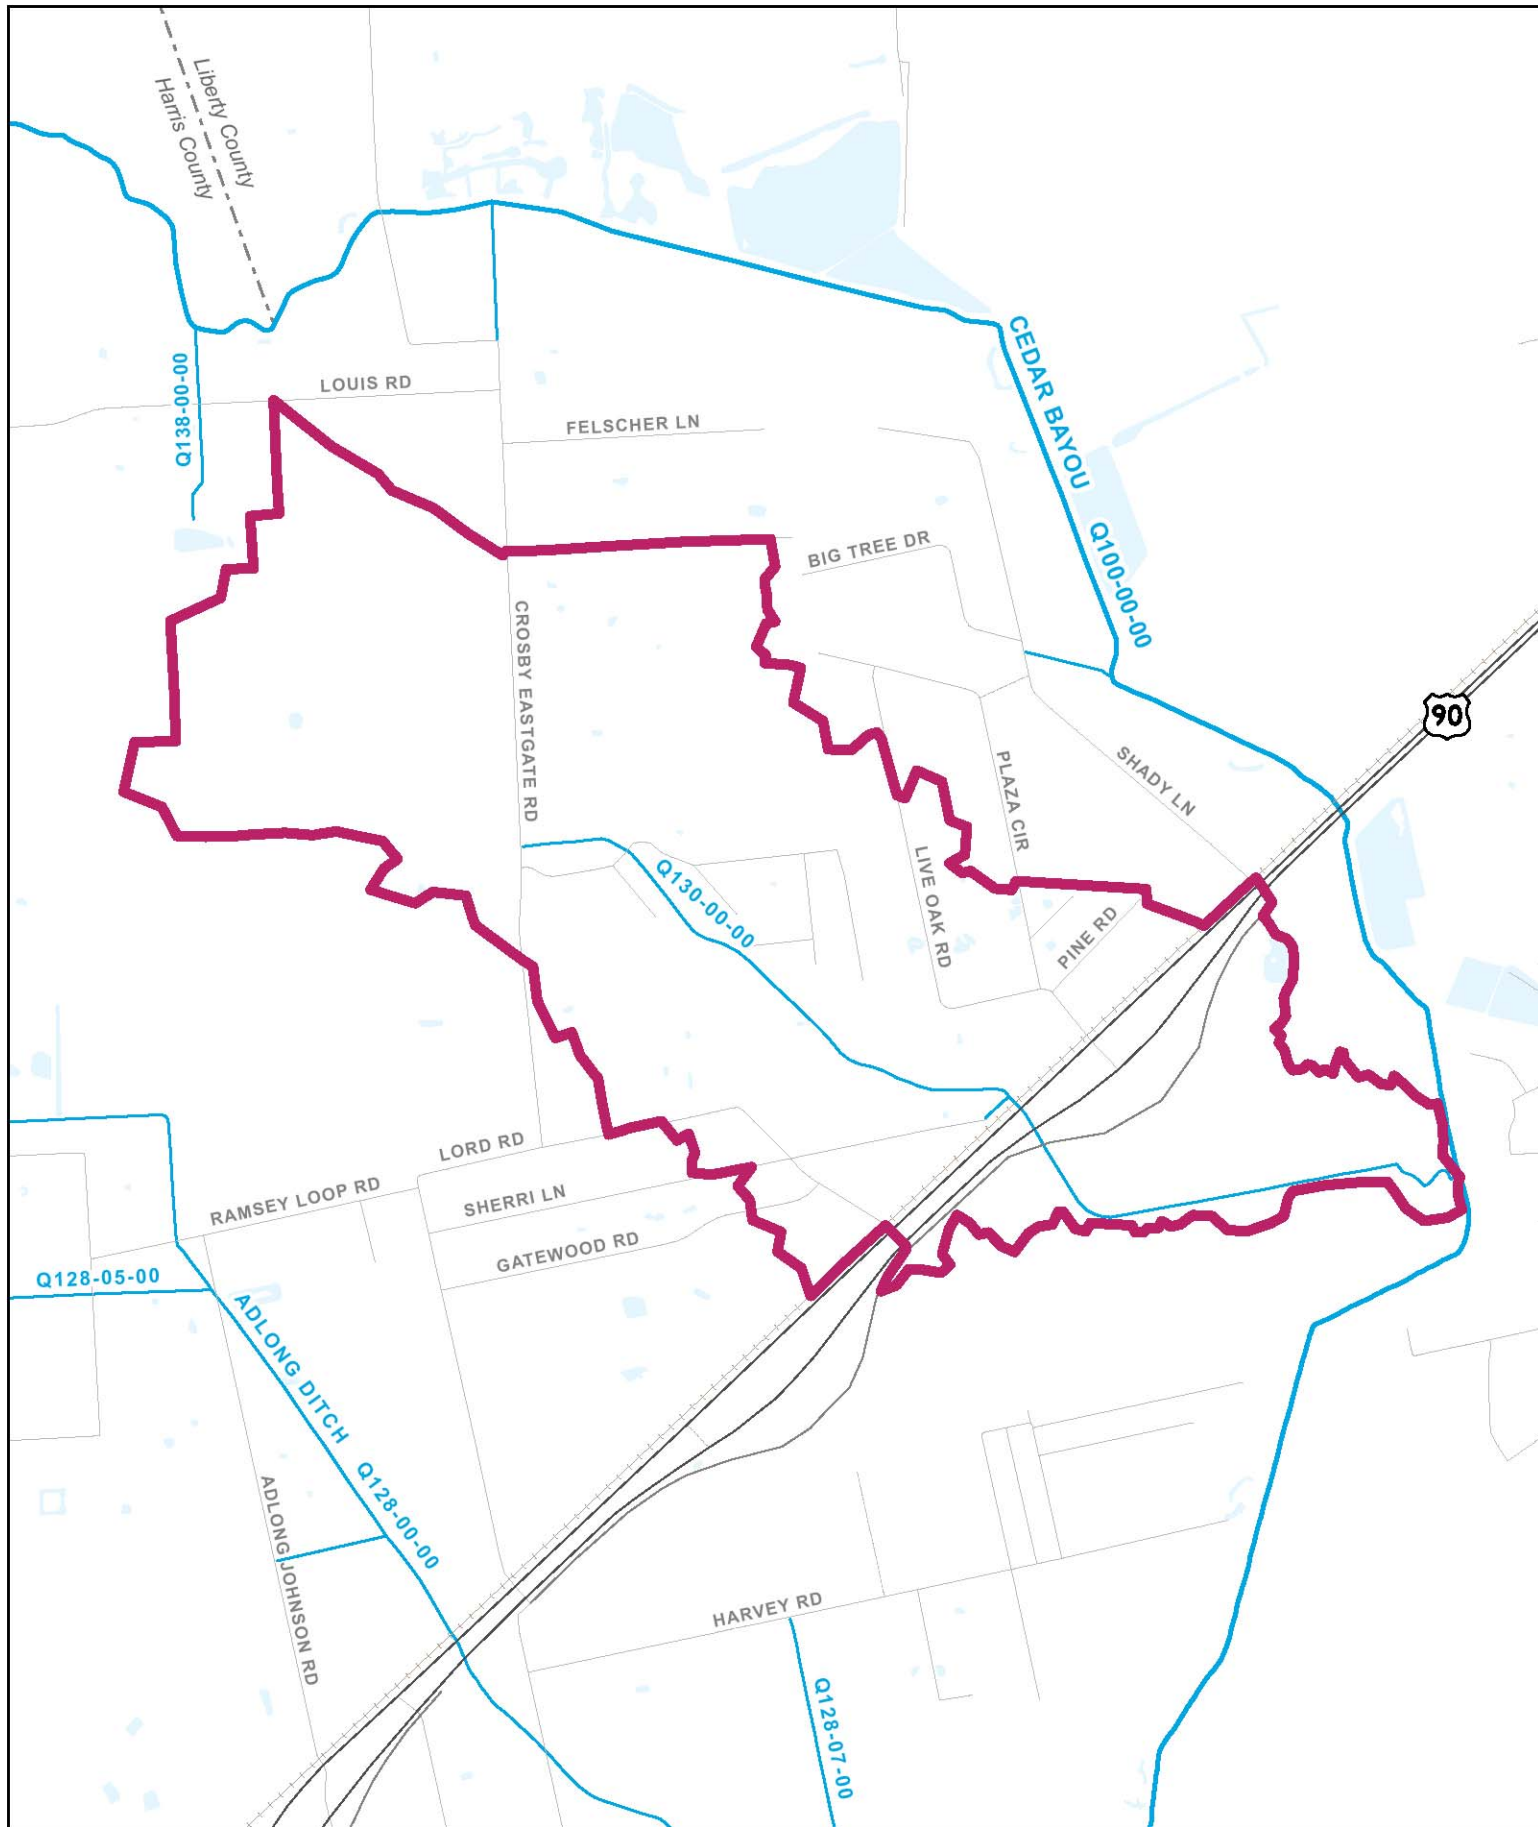 Liberty County
Harris County
Q138-00-00
LOUIS RD
CEDAR BAYOU
Q100-00-00
FELSCHER LN
BIG TREE DR
CROSBY EASTGATE RD
90
SHADY LN
PLAZA CIR
LIVE OAK RD
PINE RD
Q130-00-00
LORD RD
RAMSEY LOOP RD
SHERRI LN
GATEWOOD RD
Q128-05-00
ADLONG DITCH
Q128-00-00
ADLONG JOHNSON RD
HARVEY RD
Q128-07-00